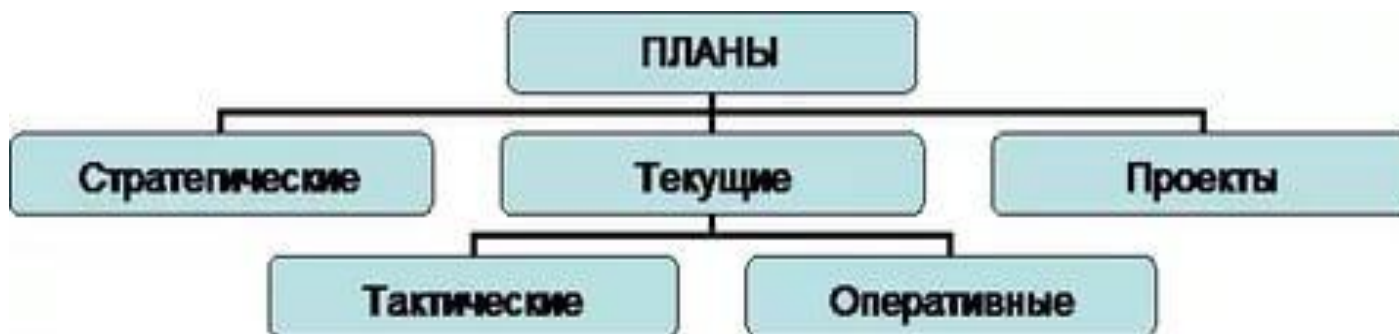 ПЛАНЫ
Стратегические
Текущие
Проекты
Тактические
Оперативные